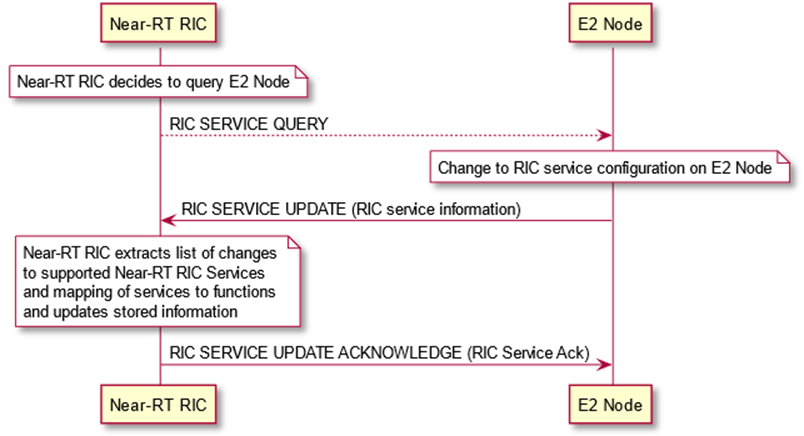 Near-RT RIC
E2 Node
Near-RT RIC decides to query E2 Node
RIC SERVICE QUERY
Change to RIC service configuration on E2 Node
RIC SERVICE UPDATE (RIC service information)
Near-RT RIC extracts list of changes
to supported Near-RT RIC Services
and mapping of services to functions
and updates stored information
RIC SERVICE UPDATE ACKNOWLEDGE (RIC Service Ack)
Near-RT RIC
E2 Node